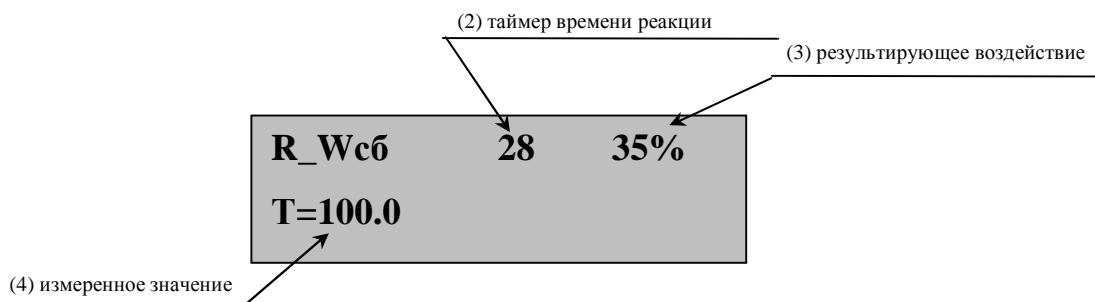 (2) таймер времени реакции
(3) результирующее воздействие
R_Wсб 28 35%
T=100.0
(4) измеренное значение